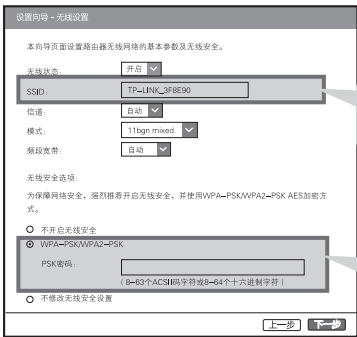 设置向导 - 无线设置
本向导页面设置路由器无线网络的基本参数及无线安全。
无线状态： 开启
SSID： TP-LINK_3F8E90
信道： 自动
模式： 11bgn mixed
频段宽带： 自动
无线安全选项：
为保障网络安全，强烈推荐开启无线安全，并使用WPA-PSK/WPA2-PSK AES加密方
式。
不开启无线安全
WPA-PSK/WPA2-PSK
PSK密码：
（8-63个ACSII码字符或8-64个十六进制字符）
不修改无线安全设置
上一步 下一步